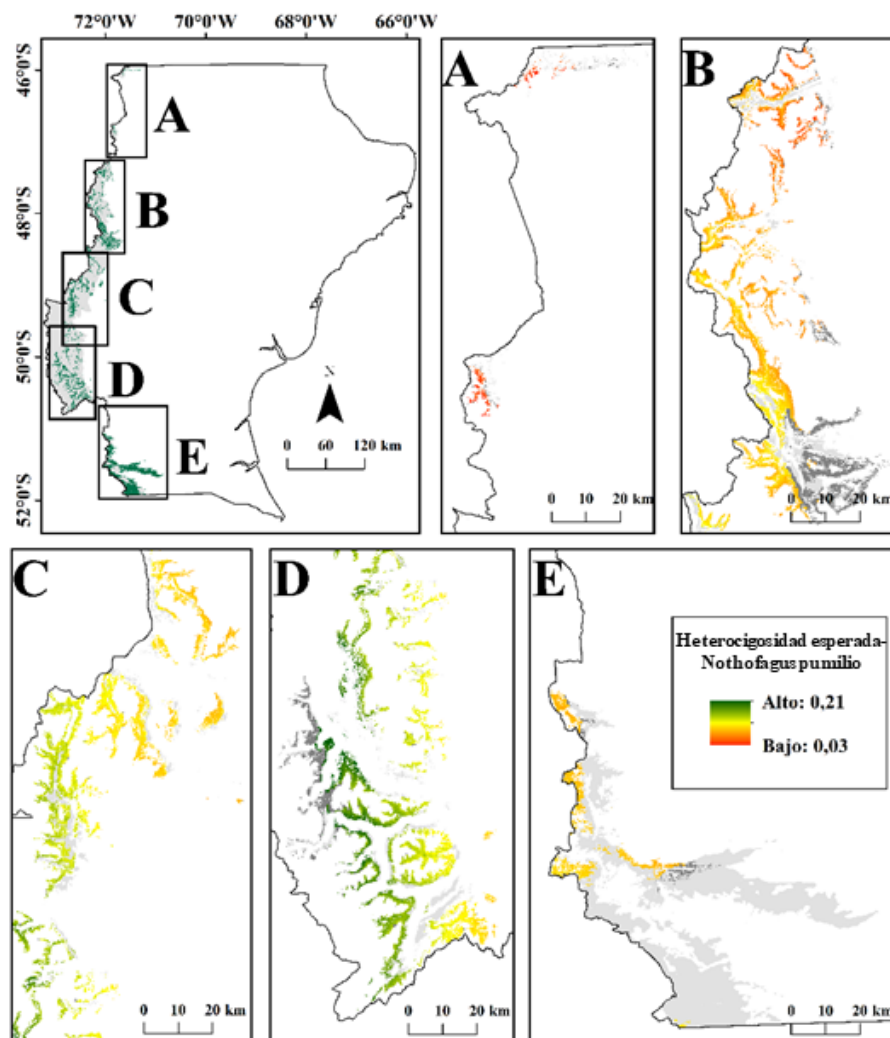 72°0'W 70°0'W 68°0'W 66°0'W
46°0'S
48°0'S
50°0'S
52°0'S
A
B
C
D
E
N
0 60 120 km
A
0 10 20 km
B
0 10 20 km
C
0 10 20 km
D
0 10 20 km
E
Heterocigosidad esperada-
Nothofagus pumilio
Alto: 0,21
Bajo: 0,03
0 10 20 km